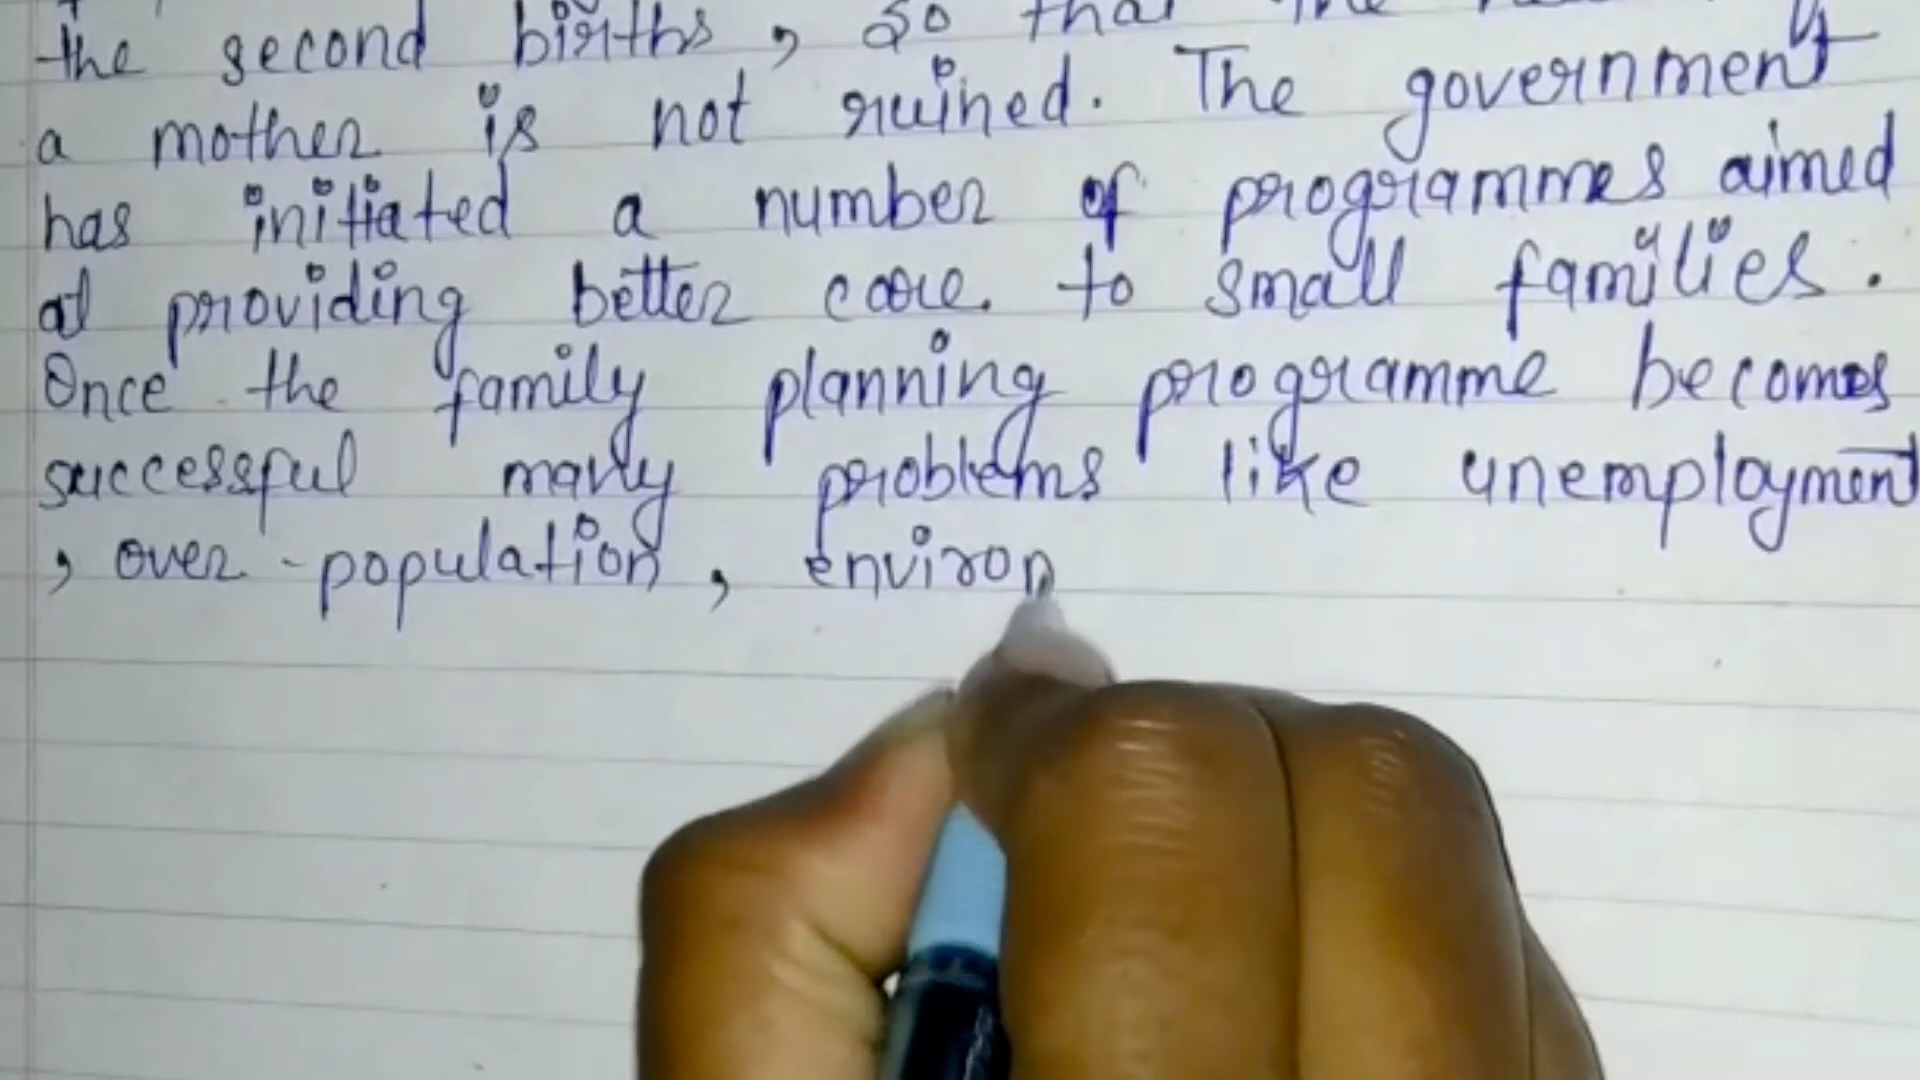 the second births, so that the
a mother is not ruined. The government
has initiated a number of programmes aimed
at providing better care. to small families.
Once the family planning programme becomes
successful many problems like unemployment
, over-population, environ